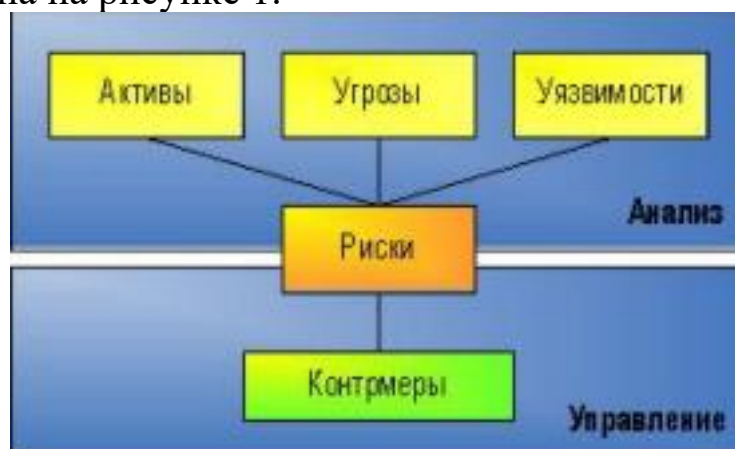 на на рисунке 1.
Активы Угрозы Уязвимости
Анализ
Риски
Контрмеры
Управление